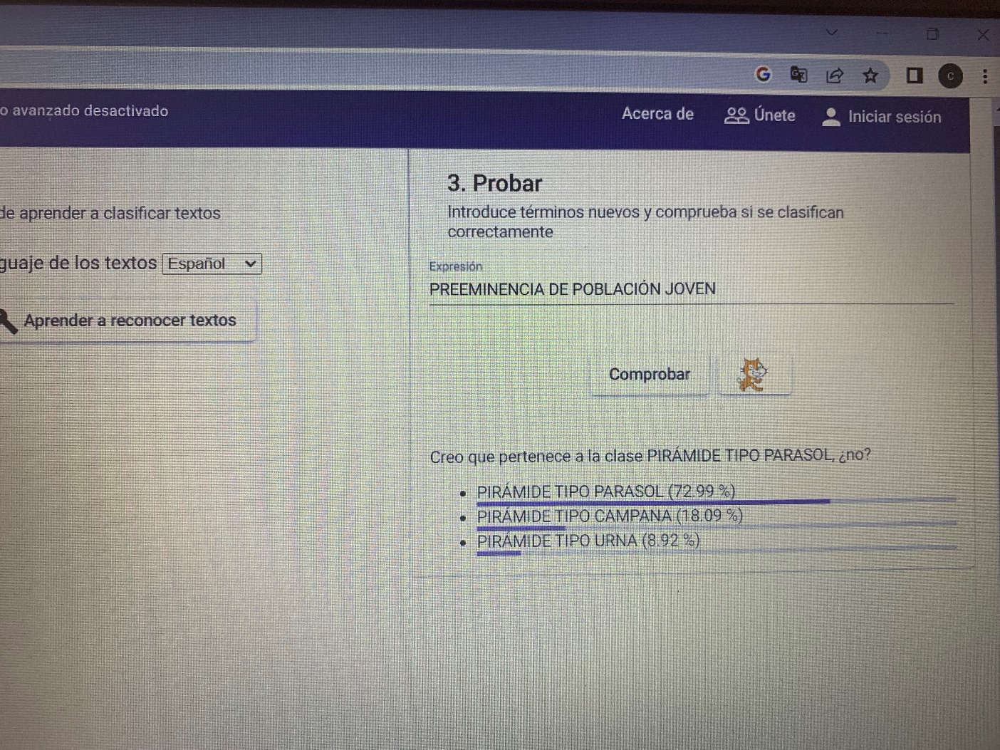 o avanzado desactivado
Acerca de
Únete
Iniciar sesión
de aprender a clasificar textos
guaje de los textos Español
Aprender a reconocer textos
3. Probar
Introduce términos nuevos y comprueba si se clasifican
correctamente
Expresión
PREEMINENCIA DE POBLACIÓN JOVEN
Comprobar
Creo que pertenece a la clase PIRÁMIDE TIPO PARASOL, ¿no?
PIRÁMIDE TIPO PARASOL (72.99 %)
PIRÁMIDE TIPO CAMPANA (18.09 %)
PIRÁMIDE TIPO URNA (8.92 %)